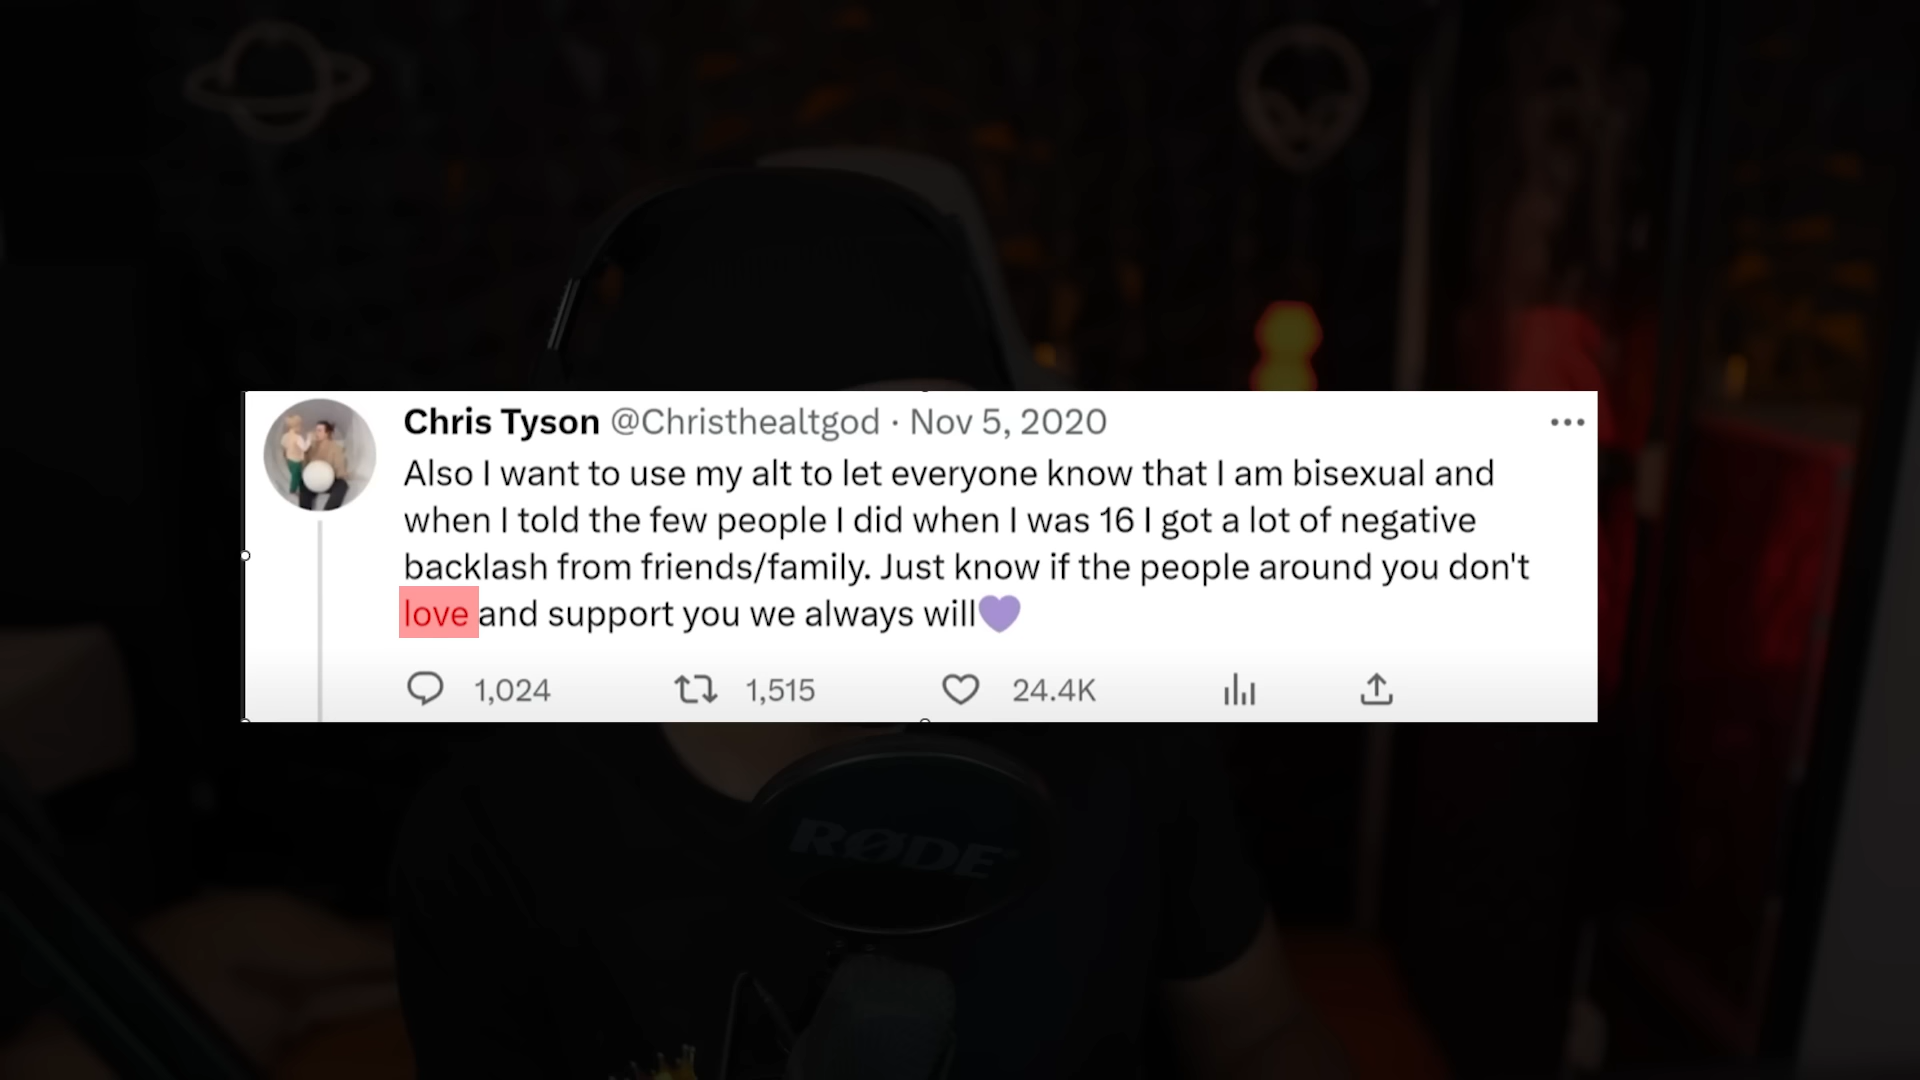 Chris Tyson @Christhealtgod · Nov 5, 2020
Also I want to use my alt to let everyone know that I am bisexual and
when I told the few people I did when I was 16 I got a lot of negative
backlash from friends/family. Just know if the people around you don't
love and support you we always will💜
1,024 1,515 24.4K
RØDE